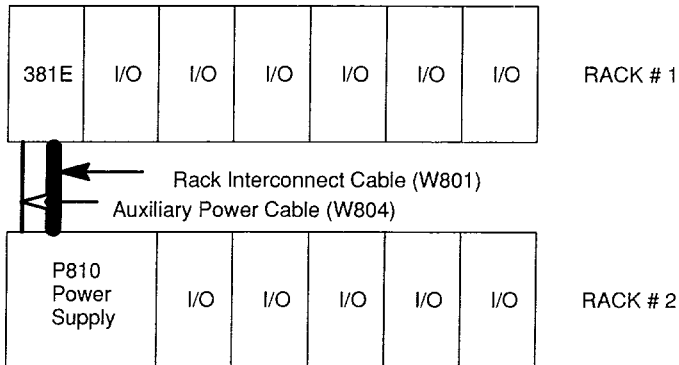 381E I/O I/O I/O I/O I/O I/O RACK # 1
Rack Interconnect Cable (W801)
Auxiliary Power Cable (W804)
P810
Power
Supply
I/O I/O I/O I/O I/O RACK # 2